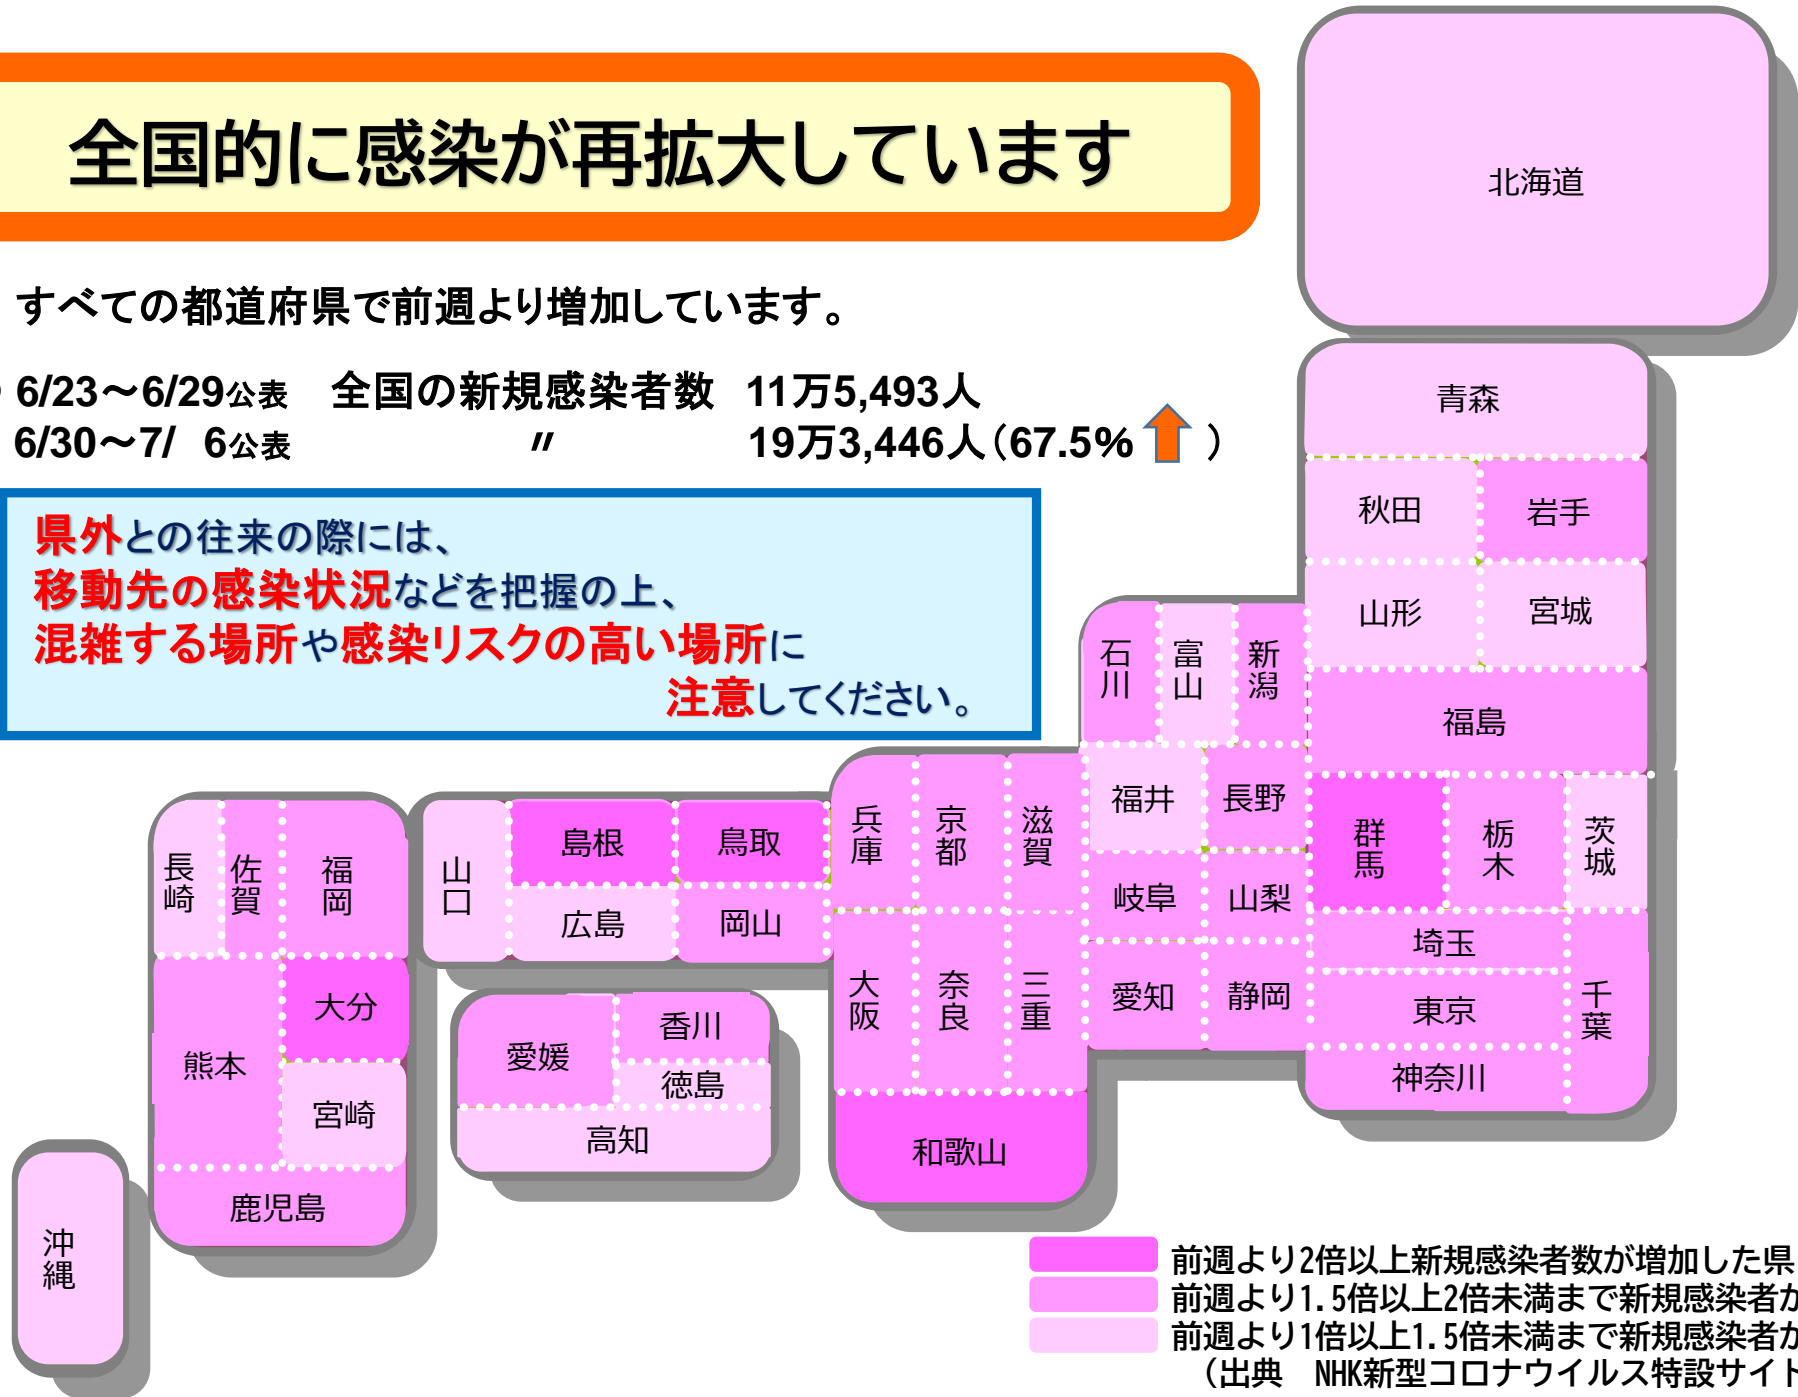 全国的に感染が再拡大しています
すべての都道府県で前週より増加しています。
6/23～6/29公表 全国の新規感染者数 11万5,493人
6/30～7/ 6公表 〃 19万3,446人(67.5% )
県外との往来の際には、
移動先の感染状況などを把握の上、
混雑する場所や感染リスクの高い場所に
注意してください。
北海道
青森
秋田
岩手
山形
宮城
石川
富山
新潟
福島
福井
長野
群馬
栃木
茨城
兵庫
京都
滋賀
岐阜
山梨
埼玉
長崎
佐賀
福岡
山口
島根
鳥取
広島
岡山
大阪
奈良
三重
愛知
静岡
東京
千葉
神奈川
熊本
大分
宮崎
鹿児島
愛媛
香川
徳島
高知
和歌山
沖縄
前週より2倍以上新規感染者数が増加した県
前週より1.5倍以上2倍未満まで新規感染者が
前週より1倍以上1.5倍未満まで新規感染者が
(出典 NHK新型コロナウイルス特設サイト